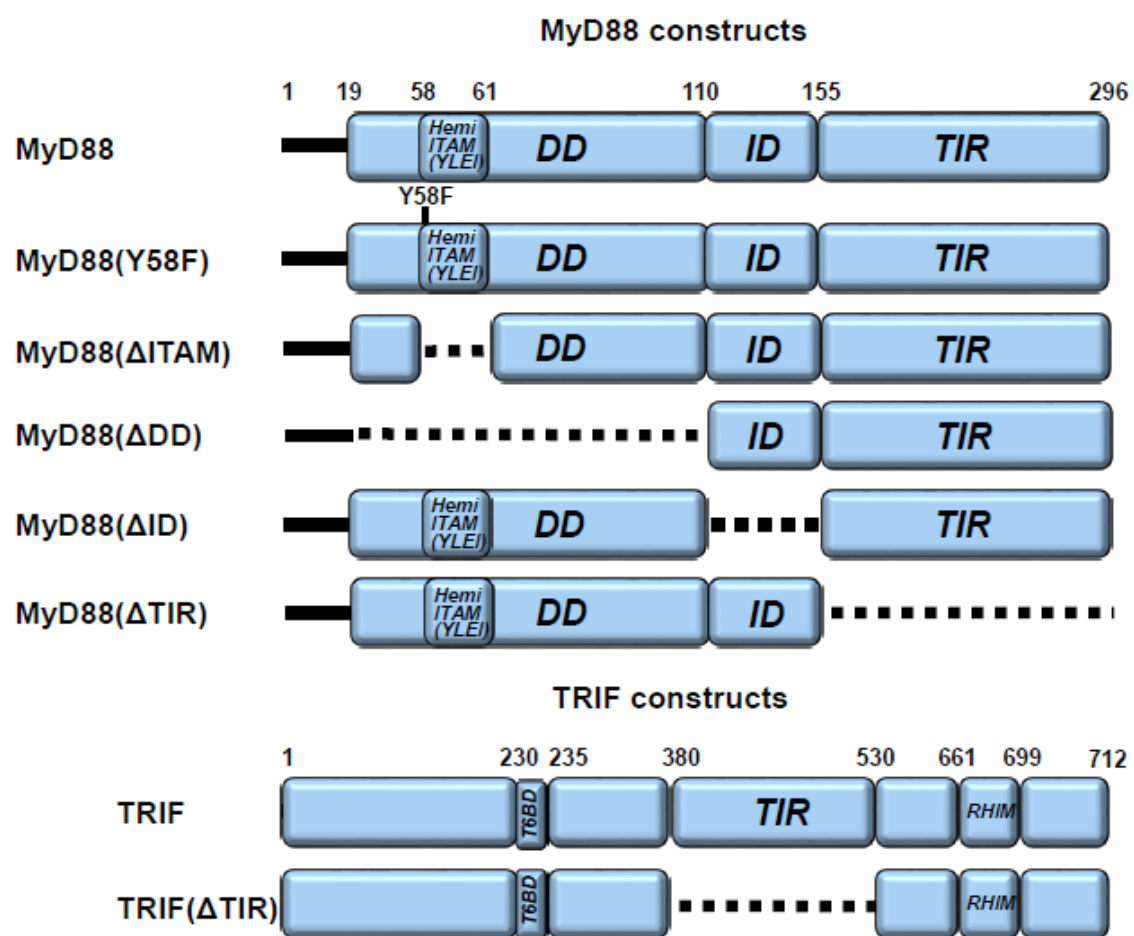 MyD88 constructs
1 19 58 61 110 155 296
MyD88
Hemi
ITAM
(YLEI)
DD ID TIR
Y58F
MyD88(Y58F)
Hemi
ITAM
(YLEI)
DD ID TIR
MyD88(ΔITAM)
DD ID TIR
MyD88(ΔDD)
ID TIR
MyD88(ΔID)
Hemi
ITAM
(YLEI)
DD TIR
MyD88(ΔTIR)
Hemi
ITAM
(YLEI)
DD ID
TRIF constructs
1 230 235 380 530 661 699 712
TRIF T6BD TIR RHIM
TRIF(ΔTIR) T6BD RHIM